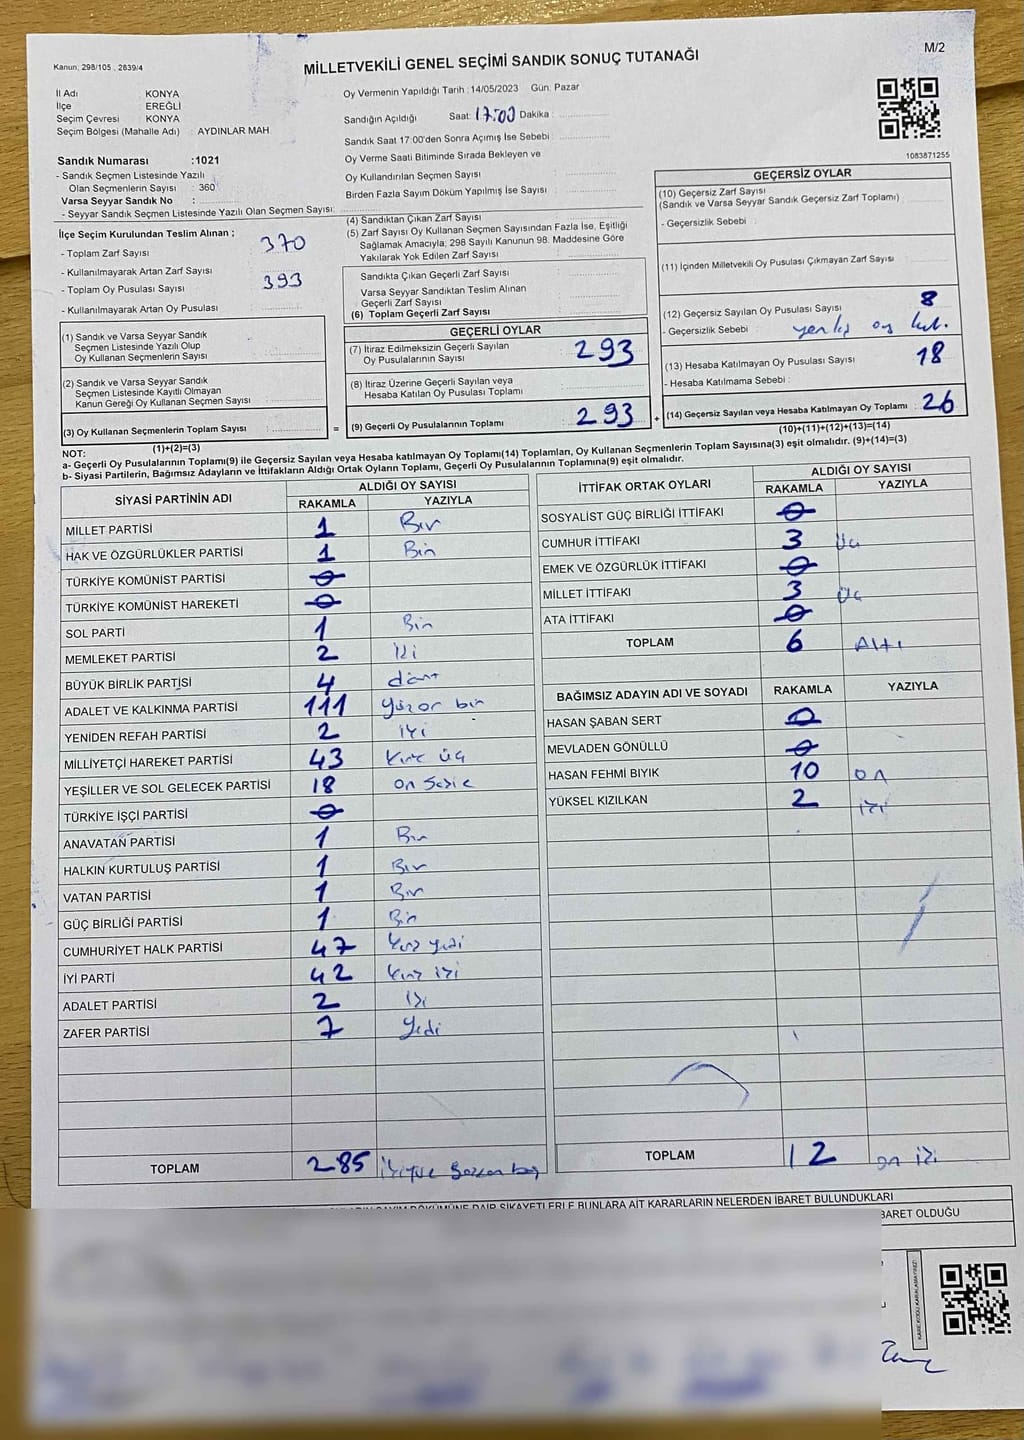 M/2
Kanun, 298/105 , 2839/4
MİLLETVEKİLİ GENEL SEÇİMİ SANDIK SONUÇ TUTANAĞI
İl Adı KONYA
İlçe EREĞLİ
Seçim Çevresi KONYA
Seçim Bölgesi (Mahalle Adı) : AYDINLAR MAH
Sandık Numarası :1021
- Sandık Seçmen Listesinde Yazılı
Olan Seçmenlerin Sayısı : 360
Varsa Seyyar Sandık No :
- Seyyar Sandık Seçmen Listesinde Yazılı Olan Seçmen Sayısı:
Oy Vermenin Yapıldığı Tarih :14/05/2023 Gün: Pazar
Sandığın Açıldığı Saat: 17:00 Dakika :
Sandık Saat 17:00'den Sonra Açılmış İse Sebebi :
Oy Verme Saati Bitiminde Sırada Bekleyen ve
Oy Kullandırılan Seçmen Sayısı :
Birden Fazla Sayım Döküm Yapılmış İse Sayısı :
1083871255
İlçe Seçim Kurulundan Teslim Alınan ;
- Toplam Zarf Sayısı : 370
- Kullanılmayarak Artan Zarf Sayısı :
- Toplam Oy Pusulası Sayısı : 393
- Kullanılmayarak Artan Oy Pusulası :
(1) Sandık ve Varsa Seyyar Sandık
Seçmen Listesinde Yazılı Olup
Oy Kullanan Seçmenlerin Sayısı :
(2) Sandık ve Varsa Seyyar Sandık
Seçmen Listesinde Kayıtlı Olmayan
Kanun Gereği Oy Kullanan Seçmen Sayısı :
(3) Oy Kullanan Seçmenlerin Toplam Sayısı :
(1)+(2)=(3)
=
(4) Sandıktan Çıkan Zarf Sayısı :
(5) Zarf Sayısı Oy Kullanan Seçmen Sayısından Fazla İse, Eşitliği
Sağlamak Amacıyla; 298 Sayılı Kanunun 98. Maddesine Göre
Yakılarak Yok Edilen Zarf Sayısı :
Sandıkta Çıkan Geçerli Zarf Sayısı :
Varsa Seyyar Sandıktan Teslim Alınan
Geçerli Zarf Sayısı :
(6) Toplam Geçerli Zarf Sayısı :
GEÇERLİ OYLAR
(7) İtiraz Edilmeksizin Geçerli Sayılan
Oy Pusulalarının Sayısı : 293
(8) İtiraz Üzerine Geçerli Sayılan veya
Hesaba Katılan Oy Pusulası Toplamı :
(9) Geçerli Oy Pusulalarının Toplamı : 293
+
GEÇERSİZ OYLAR
(10) Geçersiz Zarf Sayısı
(Sandık ve Varsa Seyyar Sandık Geçersiz Zarf Toplamı)
- Geçersizlik Sebebi :
(11) İçinden Milletvekili Oy Pusulası Çıkmayan Zarf Sayısı
(12) Geçersiz Sayılan Oy Pusulası Sayısı : 8
- Geçersizlik Sebebi :
(13) Hesaba Katılmayan Oy Pusulası Sayısı : 18
- Hesaba Katılmama Sebebi :
(14) Geçersiz Sayılan veya Hesaba Katılmayan Oy Toplamı : 26
(10)+(11)+(12)+(13)=(14)
NOT:
a- Geçerli Oy Pusulalarının Toplamı(9) ile Geçersiz Sayılan veya Hesaba katılmayan Oy Toplamı(14) Toplamları, Oy Kullanan Seçmenlerin Toplam Sayısına(3) eşit olmalıdır. (9)+(14)=(3)
b- Siyasi Partilerin, Bağımsız Adayların ve İttifakların Aldığı Ortak Oyların Toplamı, Geçerli Oy Pusulalarının Toplamına(9) eşit olmalıdır.
SİYASİ PARTİNİN ADI ALDIĞI OY SAYISI
RAKAMLA YAZIYLA
MİLLET PARTİSİ 1 Bir
HAK VE ÖZGÜRLÜKLER PARTİSİ 1 Bir
TÜRKİYE KOMÜNİST PARTİSİ 0
TÜRKİYE KOMÜNİST HAREKETİ 0
SOL PARTİ 1 Bir
MEMLEKET PARTİSİ 2 iki
BÜYÜK BİRLİK PARTİSİ 4 dört
ADALET VE KALKINMA PARTİSİ 111 yüzon bir
YENİDEN REFAH PARTİSİ 2 iki
MİLLİYETÇİ HAREKET PARTİSİ 43 kırk üç
YEŞİLLER VE SOL GELECEK PARTİSİ 18 on sekiz
TÜRKİYE İŞÇİ PARTİSİ 0
ANAVATAN PARTİSİ 1 Bir
HALKIN KURTULUŞ PARTİSİ 1 Bir
VATAN PARTİSİ 1 Bir
GÜÇ BİRLİĞİ PARTİSİ 1 Bir
CUMHURİYET HALK PARTİSİ 47 kırk yedi
İYİ PARTİ 42 kırk iki
ADALET PARTİSİ 2 iki
ZAFER PARTİSİ 7 yedi
TOPLAM 285 ikiyüz seksen beş
İTTİFAK ORTAK OYLARI ALDIĞI OY SAYISI
RAKAMLA YAZIYLA
SOSYALİST GÜÇ BİRLİĞİ İTTİFAKI 0
CUMHUR İTTİFAKI 3 üç
EMEK VE ÖZGÜRLÜK İTTİFAKI 0
MİLLET İTTİFAKI 3 üç
ATA İTTİFAKI 0
TOPLAM 6 Altı
BAĞIMSIZ ADAYIN ADI VE SOYADI RAKAMLA YAZIYLA
HASAN ŞABAN SERT 0
MEVLADEN GÖNÜLLÜ 0
HASAN FEHMI BIYIK 10 on
YÜKSEL KIZILKAN 2 iki
TOPLAM 12 on iki
SAYIM DÖKÜMÜNE DAİR ŞİKAYETLERLE BUNLARA AİT KARARLARIN NELERDEN İBARET BULUNDUKLARI
BARET OLDUĞU
KARE KODU KARALAMAYINIZ!